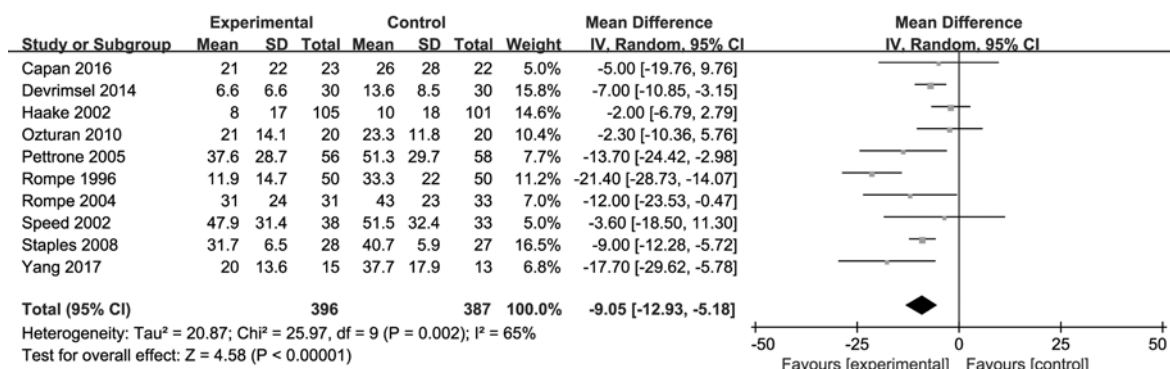 Experimental Control Mean Difference Mean Difference
Study or Subgroup Mean SD Total Mean SD Total Weight IV, Random, 95% CI IV, Random, 95% CI
Capan 2016 21 22 23 26 28 22 5.0% -5.00 [-19.76, 9.76]
Devrimsel 2014 6.6 6.6 30 13.6 8.5 30 15.8% -7.00 [-10.85, -3.15]
Haake 2002 8 17 105 10 18 101 14.6% -2.00 [-6.79, 2.79]
Ozturan 2010 21 14.1 20 23.3 11.8 20 10.4% -2.30 [-10.36, 5.76]
Pettrone 2005 37.6 28.7 56 51.3 29.7 58 7.7% -13.70 [-24.42, -2.98]
Rompe 1996 11.9 14.7 50 33.3 22 50 11.2% -21.40 [-28.73, -14.07]
Rompe 2004 31 24 31 43 23 33 7.0% -12.00 [-23.53, -0.47]
Speed 2002 47.9 31.4 38 51.5 32.4 33 5.0% -3.60 [-18.50, 11.30]
Staples 2008 31.7 6.5 28 40.7 5.9 27 16.5% -9.00 [-12.28, -5.72]
Yang 2017 20 13.6 15 37.7 17.9 13 6.8% -17.70 [-29.62, -5.78]
Total (95% CI) 396 387 100.0% -9.05 [-12.93, -5.18]
Heterogeneity: Tau² = 20.87; Chi² = 25.97, df = 9 (P = 0.002); I² = 65%
Test for overall effect: Z = 4.58 (P < 0.00001)
-50 -25 0 25 50
Favours [experimental] Favours [control]